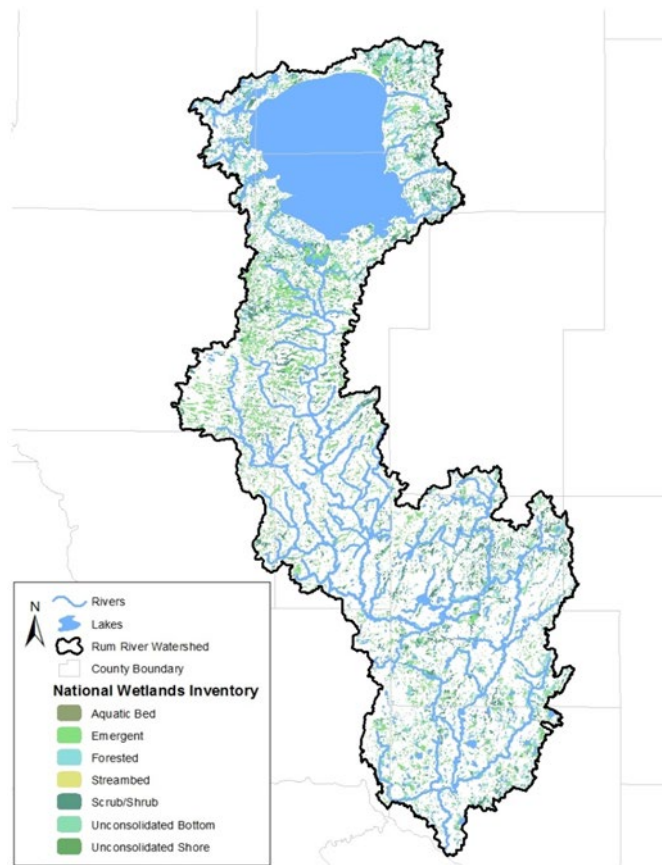 N
Rivers
Lakes
Rum River Watershed
County Boundary
National Wetlands Inventory
Aquatic Bed
Emergent
Forested
Streambed
Scrub/Shrub
Unconsolidated Bottom
Unconsolidated Shore